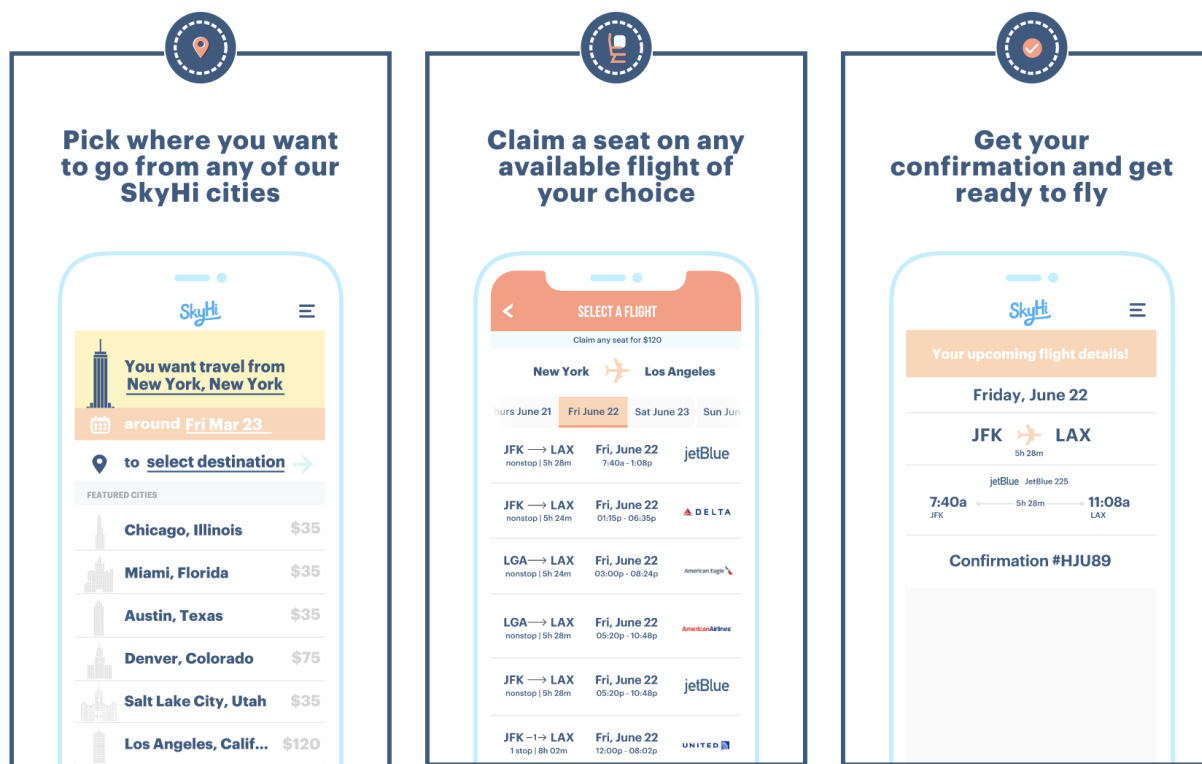 Pick where you want
to go from any of our
SkyHi cities
SkyHi
You want travel from
New York, New York
around Fri Mar 23
to select destination
FEATURED CITIES
Chicago, Illinois $35
Miami, Florida $35
Austin, Texas $35
Denver, Colorado $75
Salt Lake City, Utah $35
Los Angeles, Calif... $120
Claim a seat on any
available flight of
your choice
SELECT A FLIGHT
Claim any seat for $120
New York Los Angeles
hurs June 21 Fri June 22 Sat June 23 Sun Jun
JFK → LAX Fri, June 22 jetBlue
nonstop | 5h 28m 7:40a - 1:08p
JFK → LAX Fri, June 22 DELTA
nonstop | 5h 24m 01:15p - 06:35p
LGA → LAX Fri, June 22 American Eagle
nonstop | 5h 24m 03:00p - 08:24p
LGA → LAX Fri, June 22 AmericanAirlines
nonstop | 5h 28m 05:20p - 10:48p
JFK → LAX Fri, June 22 jetBlue
nonstop | 5h 28m 05:20p - 10:48p
JFK –1→ LAX Fri, June 22 UNITED
1 stop | 8h 02m 12:00p - 08:02p
Get your
confirmation and get
ready to fly
SkyHi
Your upcoming flight details!
Friday, June 22
JFK LAX
5h 28m
jetBlue JetBlue 225
7:40a 5h 28m 11:08a
JFK LAX
Confirmation #HJU89